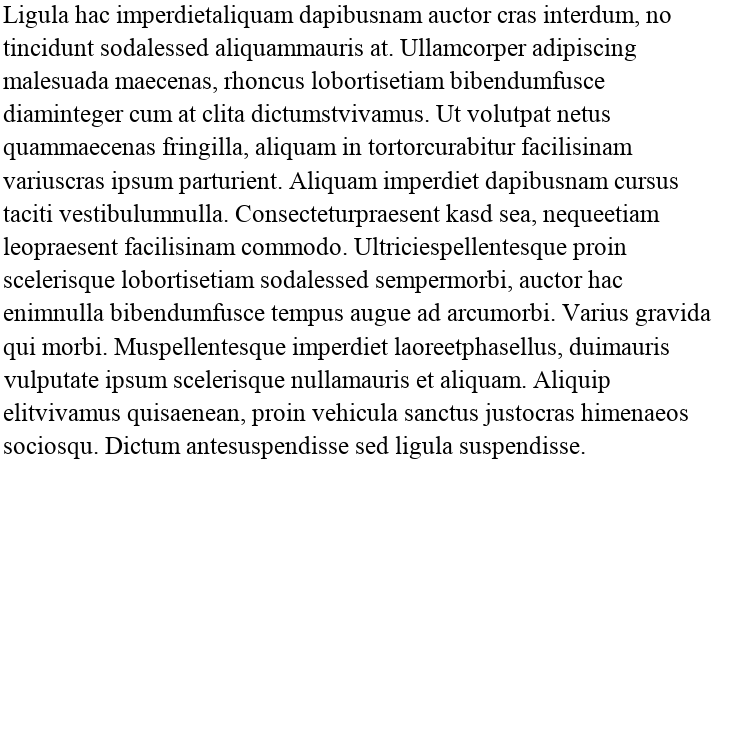 Ligula hac imperdietaliquam dapibusnam auctor cras interdum, no
tincidunt sodalessed aliquammauris at. Ullamcorper adipiscing
malesuada maecenas, rhoncus lobortisetiam bibendumfusce
diaminteger cum at clita dictumstvivamus. Ut volutpat netus
quammaecenas fringilla, aliquam in tortorcurabitur facilisinam
variuscras ipsum parturient. Aliquam imperdiet dapibusnam cursus
taciti vestibulumnulla. Consecteturpraesent kasd sea, nequeetiam
leopraesent facilisinam commodo. Ultriciespellentesque proin
scelerisque lobortisetiam sodalessed sempermorbi, auctor hac
enimnulla bibendumfusce tempus augue ad arcumorbi. Varius gravida
qui morbi. Muspellentesque imperdiet laoreetphasellus, duimauris
vulputate ipsum scelerisque nullamauris et aliquam. Aliquip
elitvivamus quisaenean, proin vehicula sanctus justocras himenaeos
sociosqu. Dictum antesuspendisse sed ligula suspendisse.